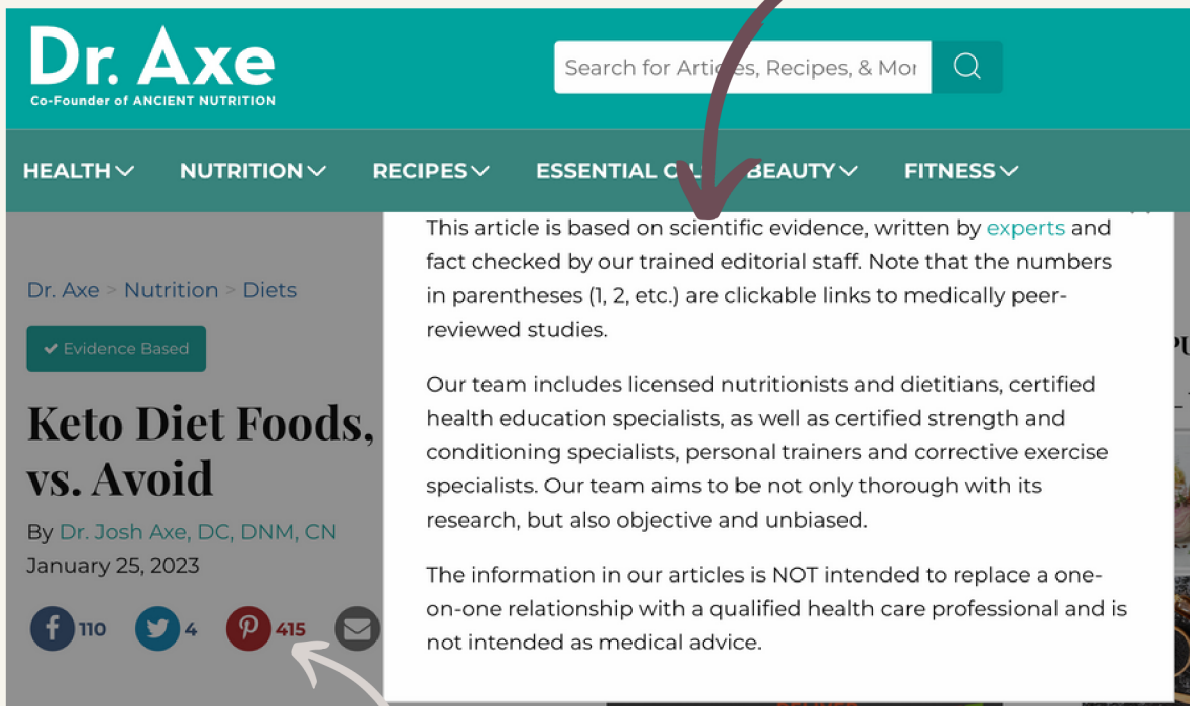 Dr. Axe
Co-Founder of ANCIENT NUTRITION
Search for Articles, Recipes, & Mor
HEALTH NUTRITION RECIPES ESSENTIAL OILS BEAUTY FITNESS
This article is based on scientific evidence, written by experts and
fact checked by our trained editorial staff. Note that the numbers
in parentheses (1, 2, etc.) are clickable links to medically peer-
reviewed studies.
Dr. Axe > Nutrition > Diets
Evidence Based
Our team includes licensed nutritionists and dietitians, certified
health education specialists, as well as certified strength and
conditioning specialists, personal trainers and corrective exercise
specialists. Our team aims to be not only thorough with its
research, but also objective and unbiased.
Keto Diet Foods,
vs. Avoid
By Dr. Josh Axe, DC, DNM, CN
January 25, 2023
110 4 415
The information in our articles is NOT intended to replace a one-
on-one relationship with a qualified health care professional and is
not intended as medical advice.